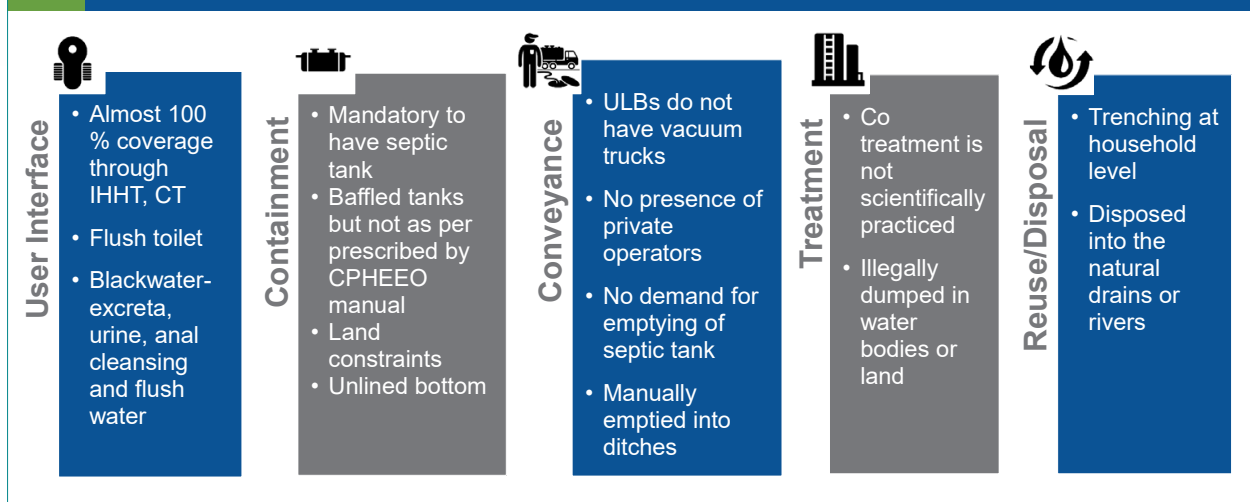 User Interface
• Almost 100
% coverage
through
IHHT, CT
• Flush toilet
• Blackwater-
excreta,
urine, anal
cleansing
and flush
water
Containment
• Mandatory to
have septic
tank
• Baffled tanks
but not as per
prescribed by
CPHEEO
manual
• Land
constraints
• Unlined bottom
Conveyance
• ULBs do not
have vacuum
trucks
• No presence of
private
operators
• No demand for
emptying of
septic tank
• Manually
emptied into
ditches
Treatment
• Co
treatment is
not
scientifically
practiced
• Illegally
dumped in
water
bodies or
land
Reuse/Disposal
• Trenching at
household
level
• Disposed
into the
natural
drains or
rivers